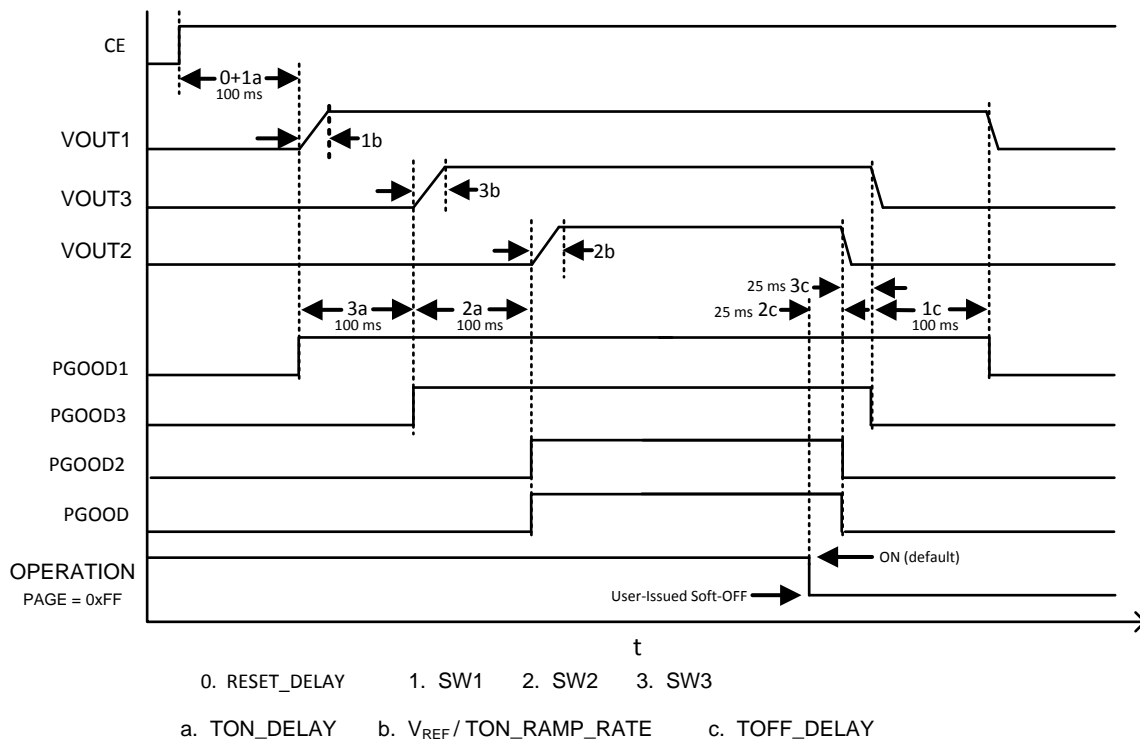 CE
0+1a
100 ms
VOUT1
1b
VOUT3
3b
VOUT2
2b
25 ms 3c
3a
100 ms
2a
100 ms
25 ms 2c
1c
100 ms
PGOOD1
PGOOD3
PGOOD2
PGOOD
OPERATION
PAGE = 0xFF
ON (default)
User-Issued Soft-OFF
t
0. RESET_DELAY 1. SW1 2. SW2 3. SW3
a. TON_DELAY b. VREF / TON_RAMP_RATE c. TOFF_DELAY